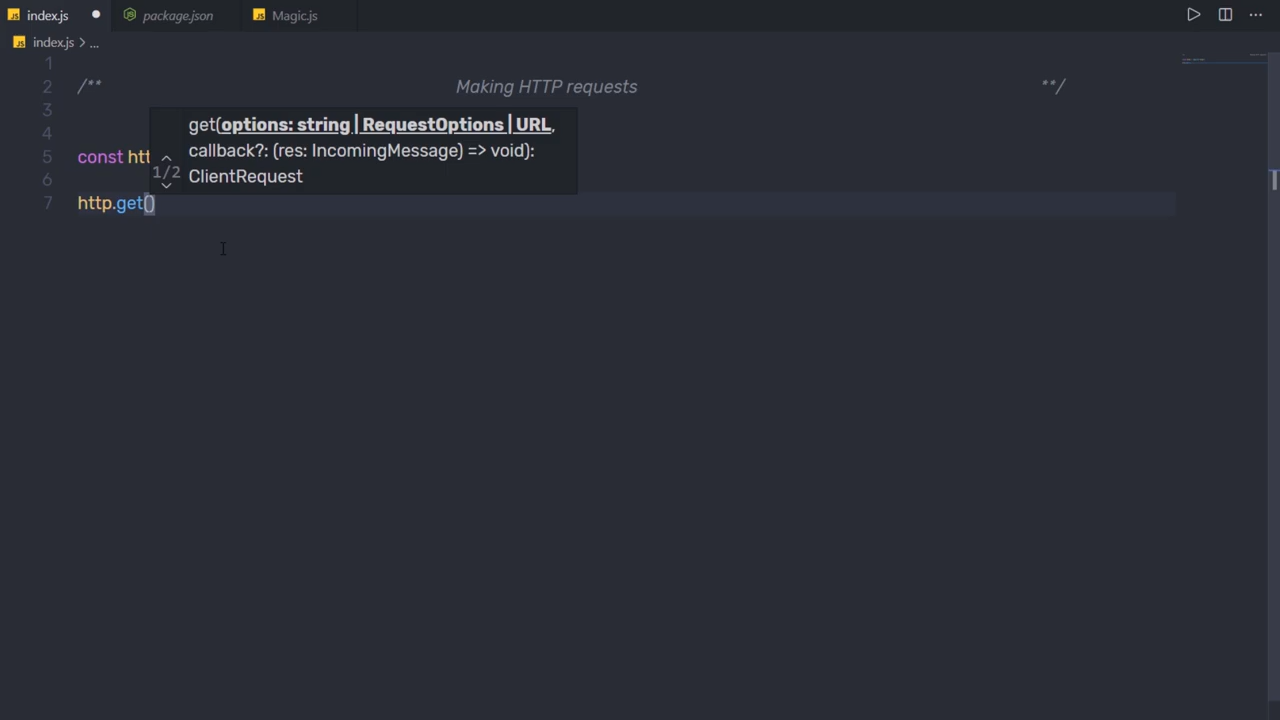 index.js package.json Magic.js
index.js > ...
1
2 /** Making HTTP requests **/
3
4
5 const htt
6
7 http.get()
get(options: string | RequestOptions | URL,
callback?: (res: IncomingMessage) => void):
1/2
ClientRequest